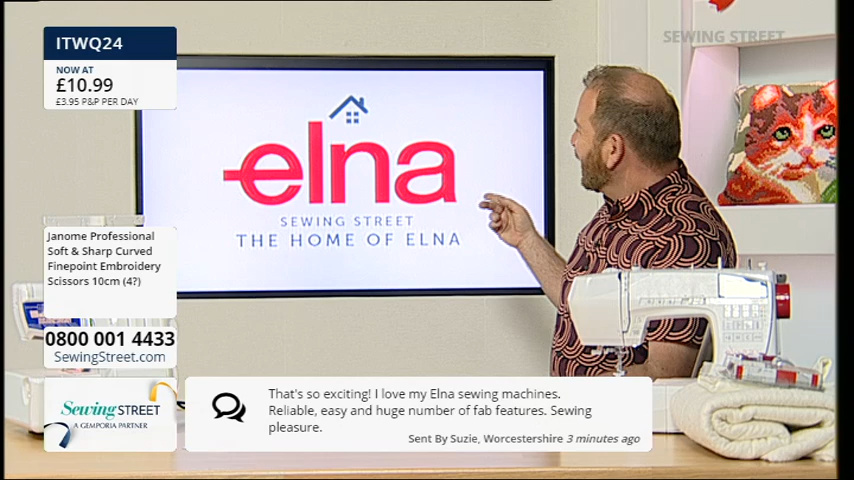 ITWQ24
NOW AT
£10.99
£3.95 P&P PER DAY
SEWING STREET
elna
SEWING STREET
THE HOME OF ELNA
Janome Professional
Soft & Sharp Curved
Finepoint Embroidery
Scissors 10cm (4?)
0800 001 4433
SewingStreet.com
Sewing STREET
A GEMPORIA PARTNER
That's so exciting! I love my Elna sewing machines.
Reliable, easy and huge number of fab features. Sewing
pleasure.
Sent By Suzie, Worcestershire 3 minutes ago